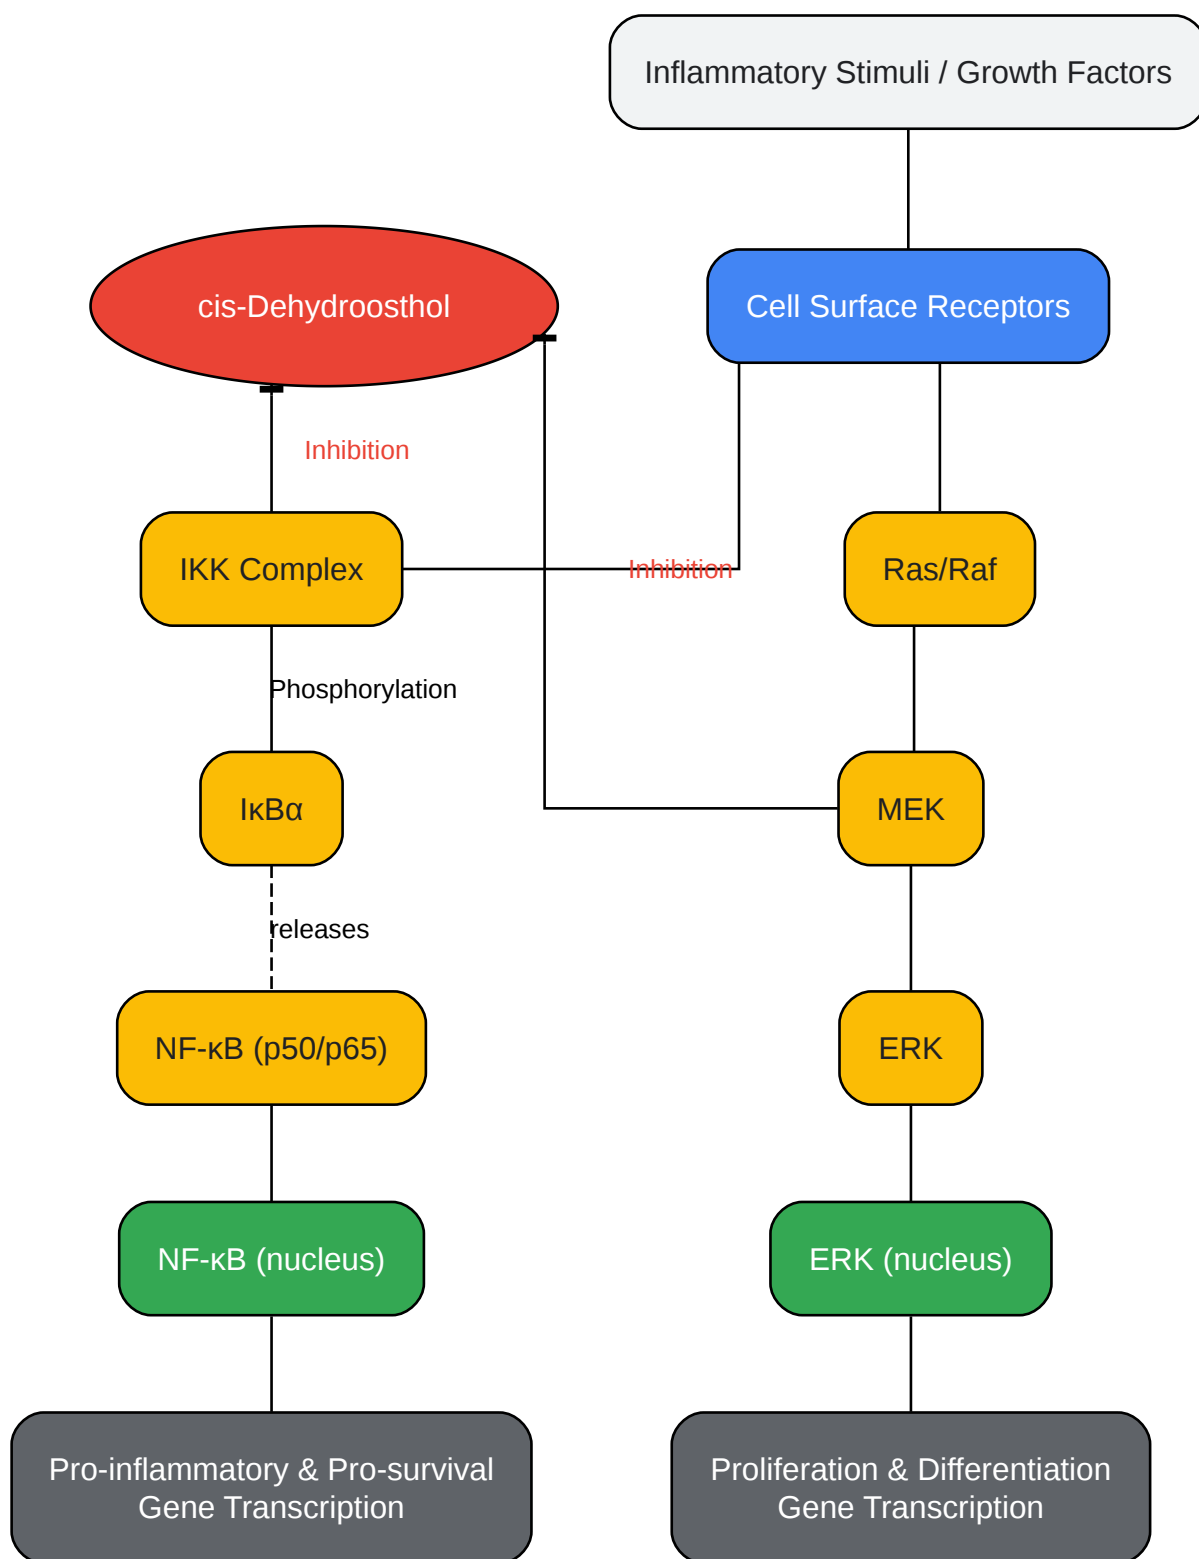 Inflammatory Stimuli / Growth Factors
cis-Dehydroosthol
Cell Surface Receptors
Inhibition
IKK Complex
Inhibition
Ras/Raf
Phosphorylation
IκBα
MEK
releases
NF-κB (p50/p65)
ERK
NF-κB (nucleus)
ERK (nucleus)
Pro-inflammatory & Pro-survival
Gene Transcription
Proliferation & Differentiation
Gene Transcription